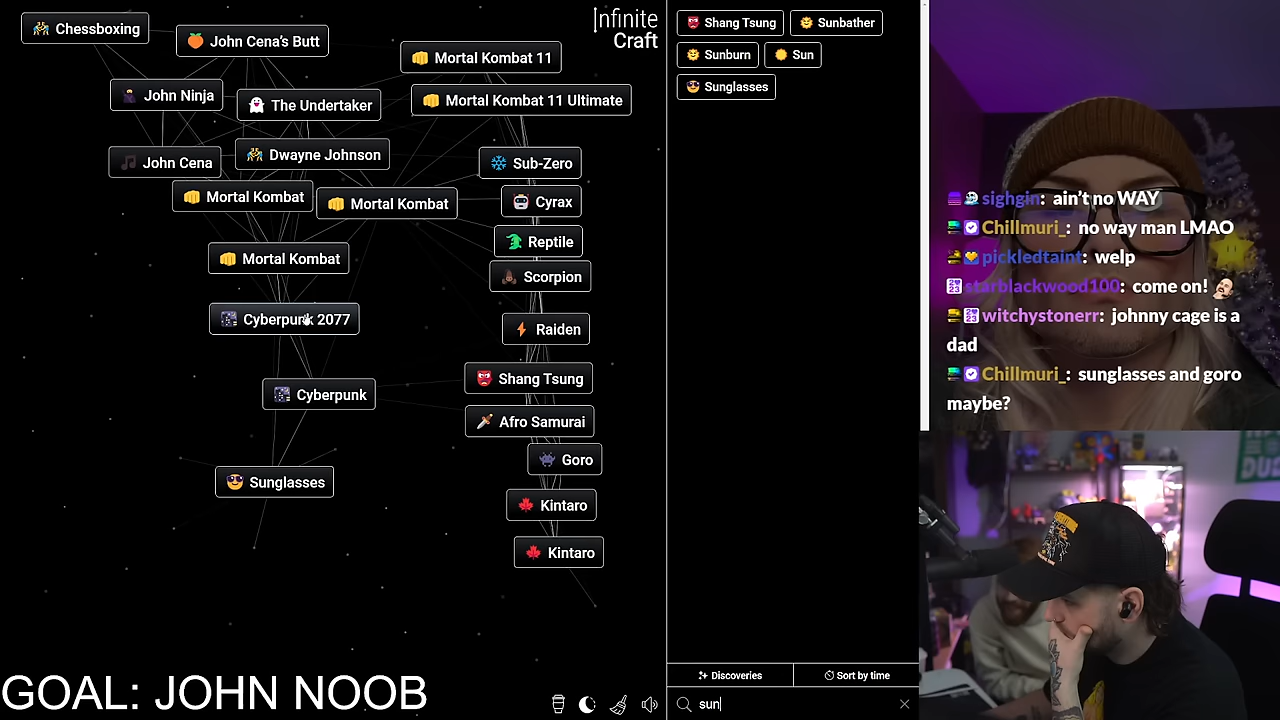 Chessboxing
John Cena's Butt
Mortal Kombat 11
John Ninja
The Undertaker
Mortal Kombat 11 Ultimate
John Cena
Dwayne Johnson
Sub-Zero
Mortal Kombat
Mortal Kombat
Cyrax
Reptile
Mortal Kombat
Scorpion
Cyberpunk 2077
Raiden
Shang Tsung
Cyberpunk
Afro Samurai
Goro
Sunglasses
Kintaro
Kintaro
GOAL: JOHN NOOB
Infinite
Craft
Shang Tsung
Sunbather
Sunburn
Sun
Sunglasses
Discoveries
Sort by time
sun
sighgin: ain't no WAY
Chillmuri_: no way man LMAO
pickledtaint: welp
starblackwood100: come on!
witchystonerr: johnny cage is a
dad
Chillmuri_: sunglasses and goro
maybe?